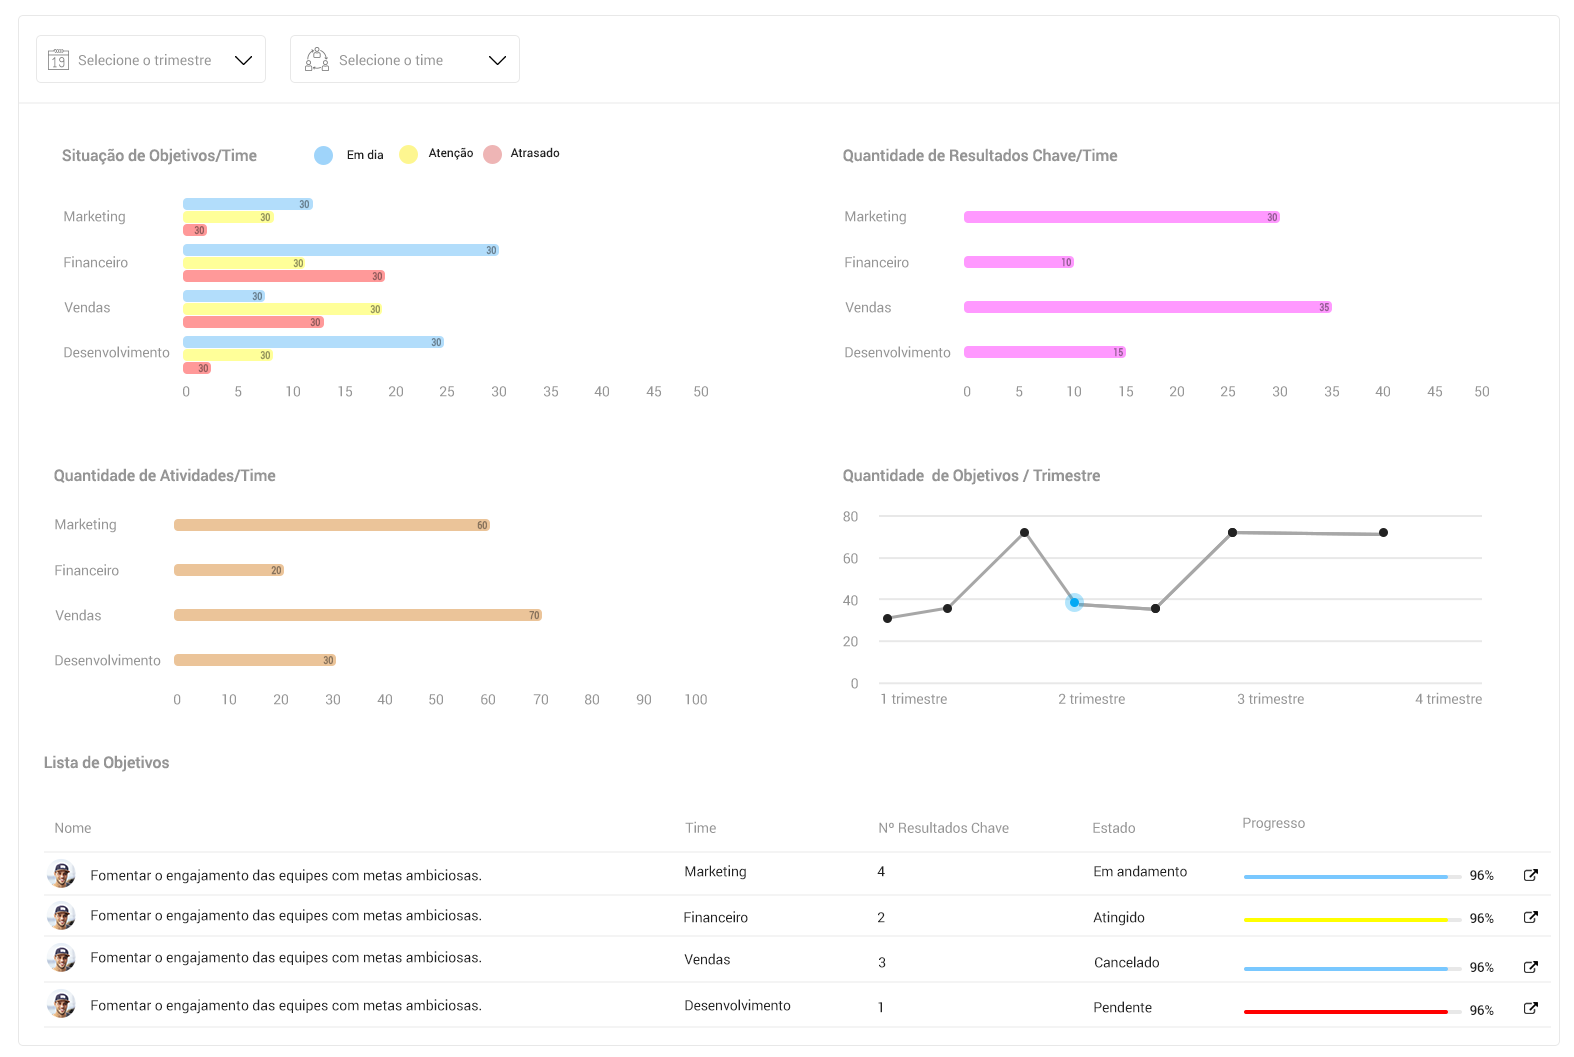 19 Selecione o trimestre
Selecione o time
Situação de Objetivos/Time
Em dia
Atenção
Atrasado
Marketing
30
30
30
Financeiro
30
30
30
Vendas
30
30
30
Desenvolvimento
30
30
30
0 5 10 15 20 25 30 35 40 45 50
Quantidade de Resultados Chave/Time
Marketing 30
Financeiro 10
Vendas 35
Desenvolvimento 15
0 5 10 15 20 25 30 35 40 45 50
Quantidade de Atividades/Time
Marketing 60
Financeiro 20
Vendas 70
Desenvolvimento 30
0 10 20 30 40 50 60 70 80 90 100
Quantidade de Objetivos / Trimestre
80
60
40
20
0
1 trimestre 2 trimestre 3 trimestre 4 trimestre
Lista de Objetivos
Nome Time Nº Resultados Chave Estado Progresso
Fomentar o engajamento das equipes com metas ambiciosas. Marketing 4 Em andamento 96%
Fomentar o engajamento das equipes com metas ambiciosas. Financeiro 2 Atingido 96%
Fomentar o engajamento das equipes com metas ambiciosas. Vendas 3 Cancelado 96%
Fomentar o engajamento das equipes com metas ambiciosas. Desenvolvimento 1 Pendente 96%